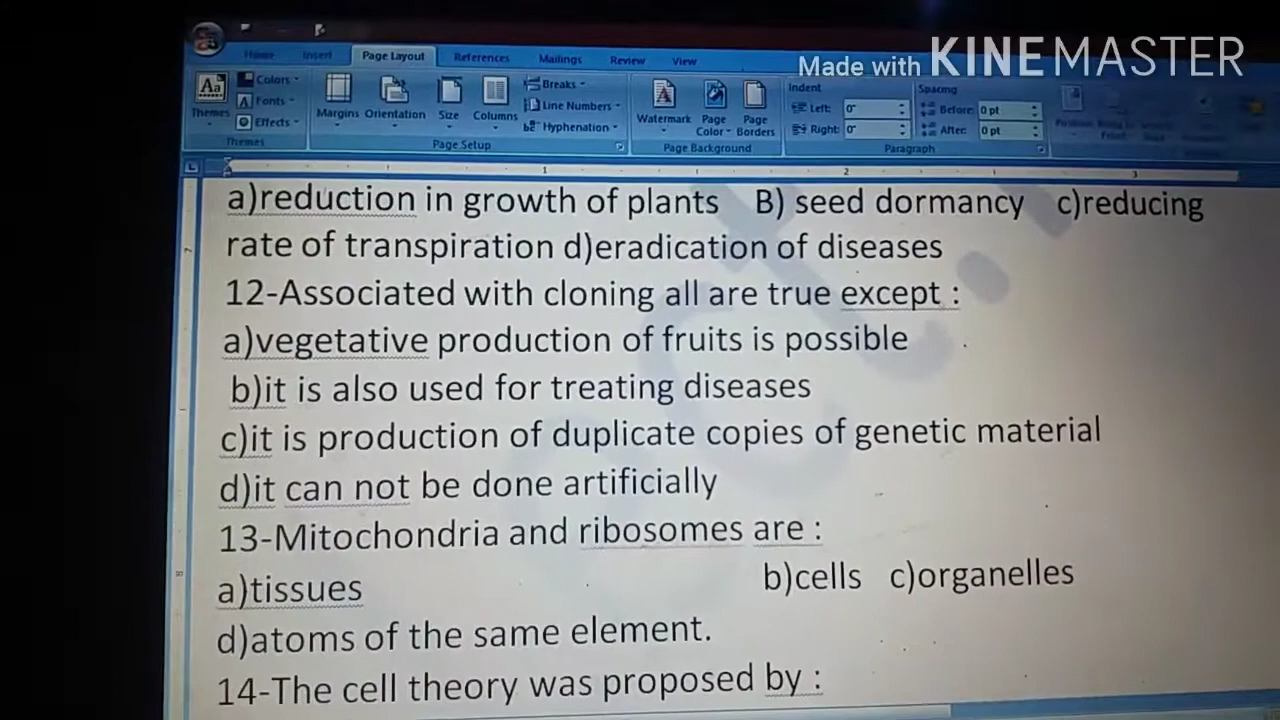 Made with KINEMASTER
Home Insert Page Layout References Mailings Review View
Themes Colors Fonts Effects Margins Orientation Size Columns Breaks Line Numbers Hyphenation Watermark Page Color Page Borders Indent Left: 0" Right: 0" Spacing Before: 0 pt After: 0 pt
Themes Page Setup Page Background Paragraph
1 2 3
a)reduction in growth of plants B) seed dormancy c)reducing
rate of transpiration d)eradication of diseases
12-Associated with cloning all are true except :
a)vegetative production of fruits is possible
b)it is also used for treating diseases
c)it is production of duplicate copies of genetic material
d)it can not be done artificially
13-Mitochondria and ribosomes are :
a)tissues b)cells c)organelles
d)atoms of the same element.
14-The cell theory was proposed by :